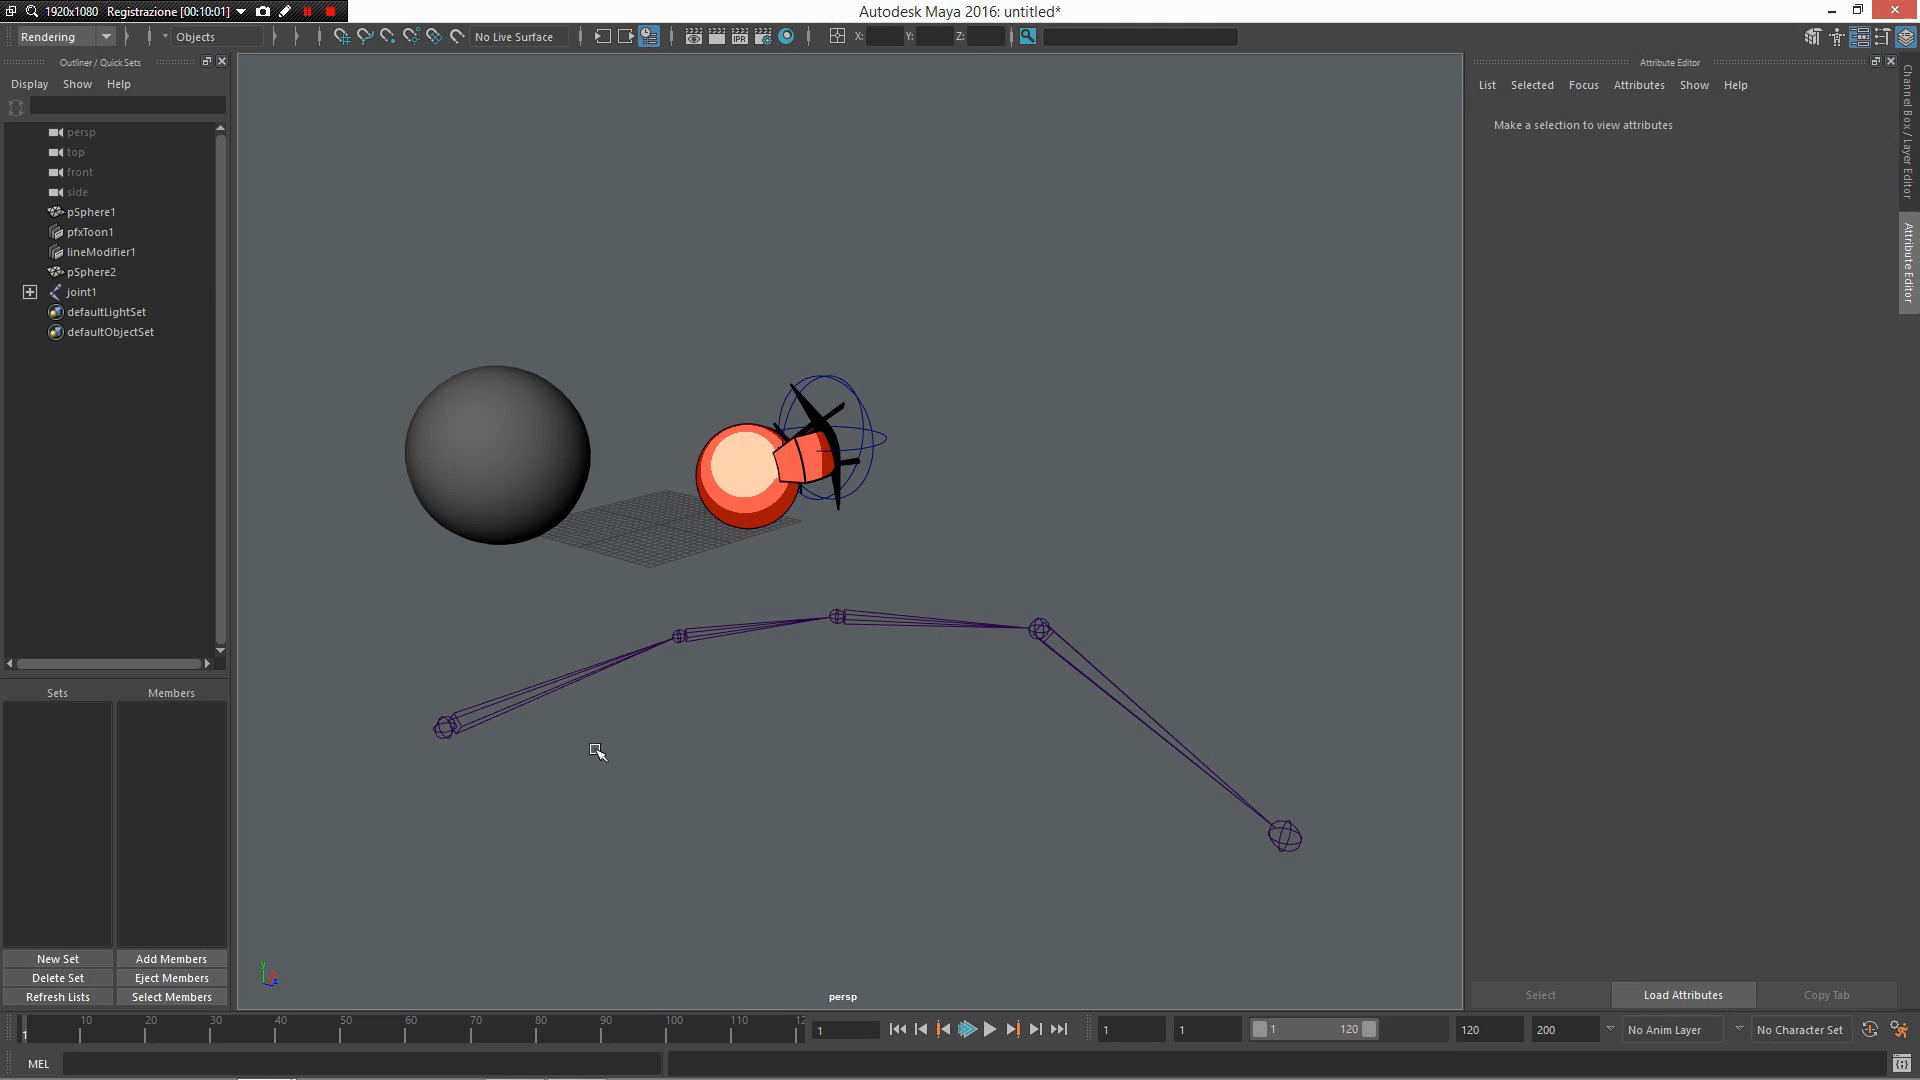 1920x1080 Registrazione [00:10:01]
Autodesk Maya 2016: untitled*
Rendering Objects No Live Surface IPR X: Y: Z:
Outliner / Quick Sets
Display Show Help
persp
top
front
side
pSphere1
pfxToon1
lineModifier1
pSphere2
joint1
defaultLightSet
defaultObjectSet
Sets Members
New Set Add Members
Delete Set Eject Members
Refresh Lists Select Members
y
z
persp
Attribute Editor
List Selected Focus Attributes Show Help
Make a selection to view attributes
Channel Box / Layer Editor
Attribute Editor
Select Load Attributes Copy Tab
1 10 20 30 40 50 60 70 80 90 100 110 12
1 1 1 1 120 120 200 No Anim Layer No Character Set
MEL